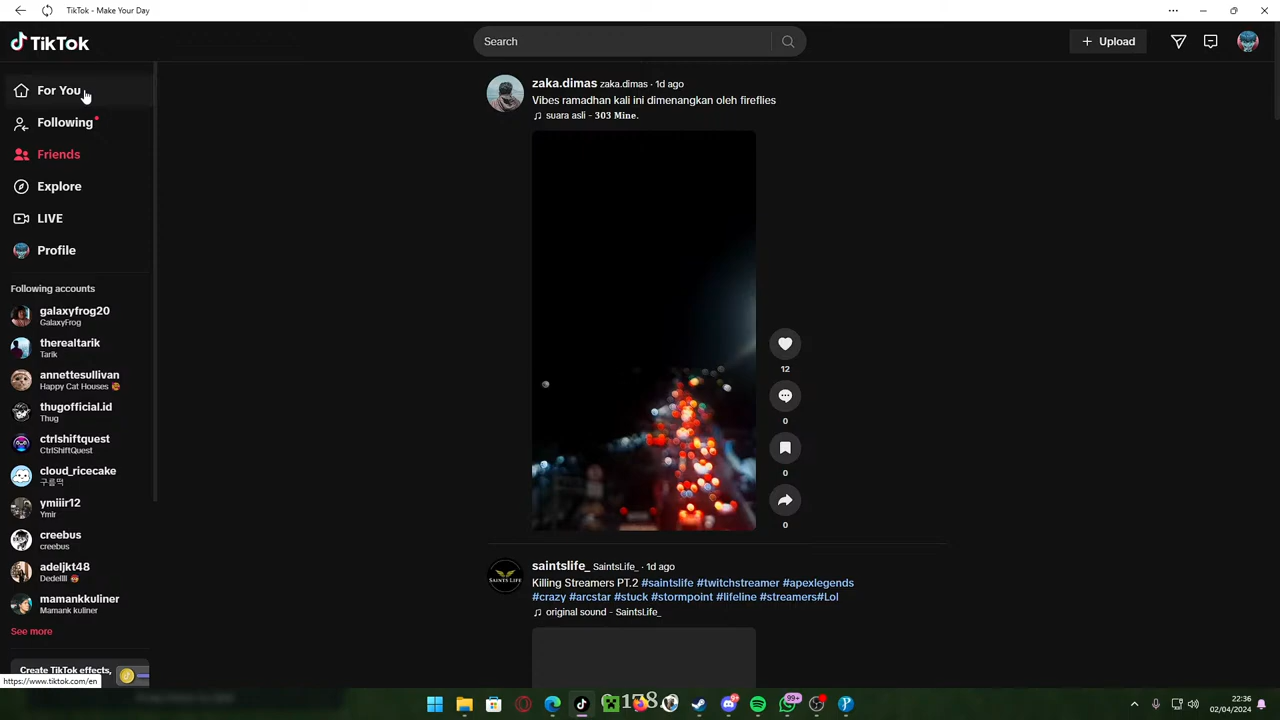 TikTok - Make Your Day
TikTok
Search
Upload
For You
Following
Friends
Explore
LIVE
Profile
Following accounts
galaxyfrog20
GalaxyFrog
therealtarik
Tarik
annettesullivan
Happy Cat Houses
thugofficial.id
Thug
ctrlshiftquest
CtrlShiftQuest
cloud_ricecake
구름떡
ymiiir12
Ymir
creebus
creebus
adeljkt48
Dedellll
mamankkuliner
Mamank kuliner
See more
Create TikTok effects,
https://www.tiktok.com/en
zaka.dimas zaka.dimas · 1d ago
Vibes ramadhan kali ini dimenangkan oleh fireflies
suara asli - 303 Mine.
12
0
0
0
SAINTS LIFE
saintslife_ SaintsLife_ · 1d ago
Killing Streamers PT.2 #saintslife #twitchstreamer #apexlegends
#crazy #arcstar #stuck #stormpoint #lifeline #streamers#Lol
original sound - SaintsLife_
99+
22:36
02/04/2024